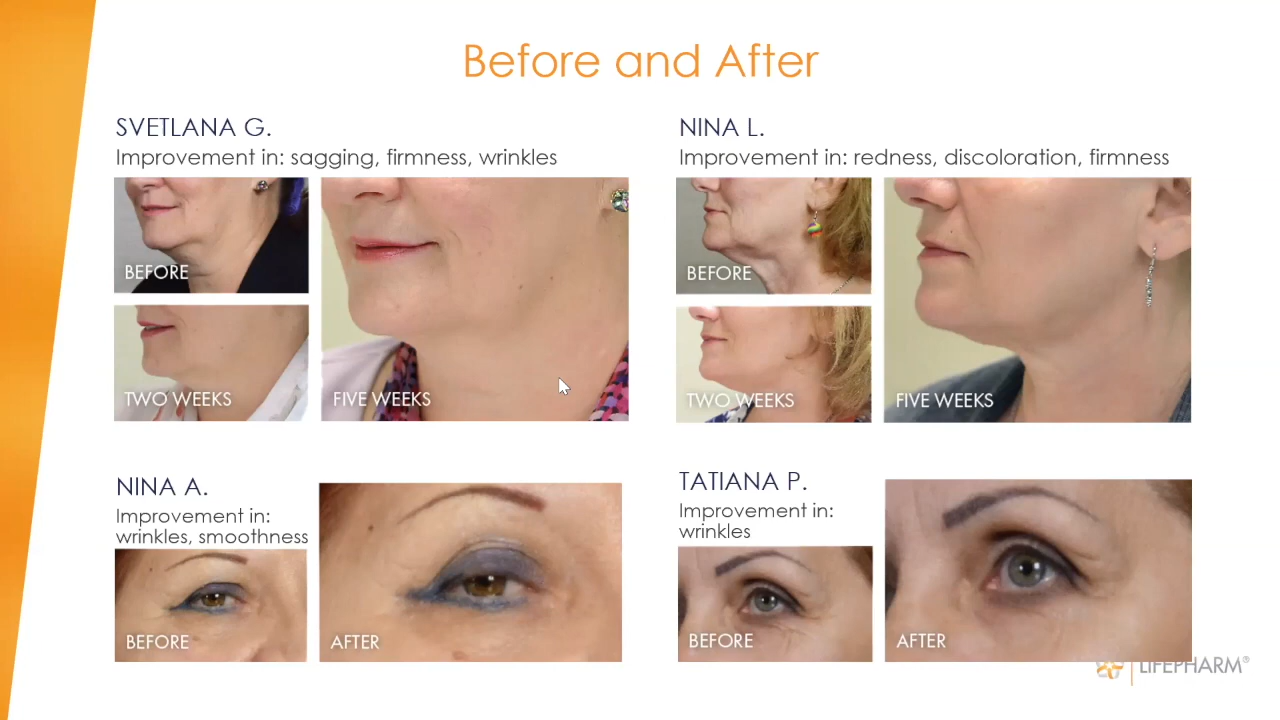 Before and After
SVETLANA G.
Improvement in: sagging, firmness, wrinkles
BEFORE
TWO WEEKS
FIVE WEEKS
NINA L.
Improvement in: redness, discoloration, firmness
BEFORE
TWO WEEKS
FIVE WEEKS
NINA A.
Improvement in:
wrinkles, smoothness
BEFORE
AFTER
TATIANA P.
Improvement in:
wrinkles
BEFORE
AFTER
LIFEPHARM®